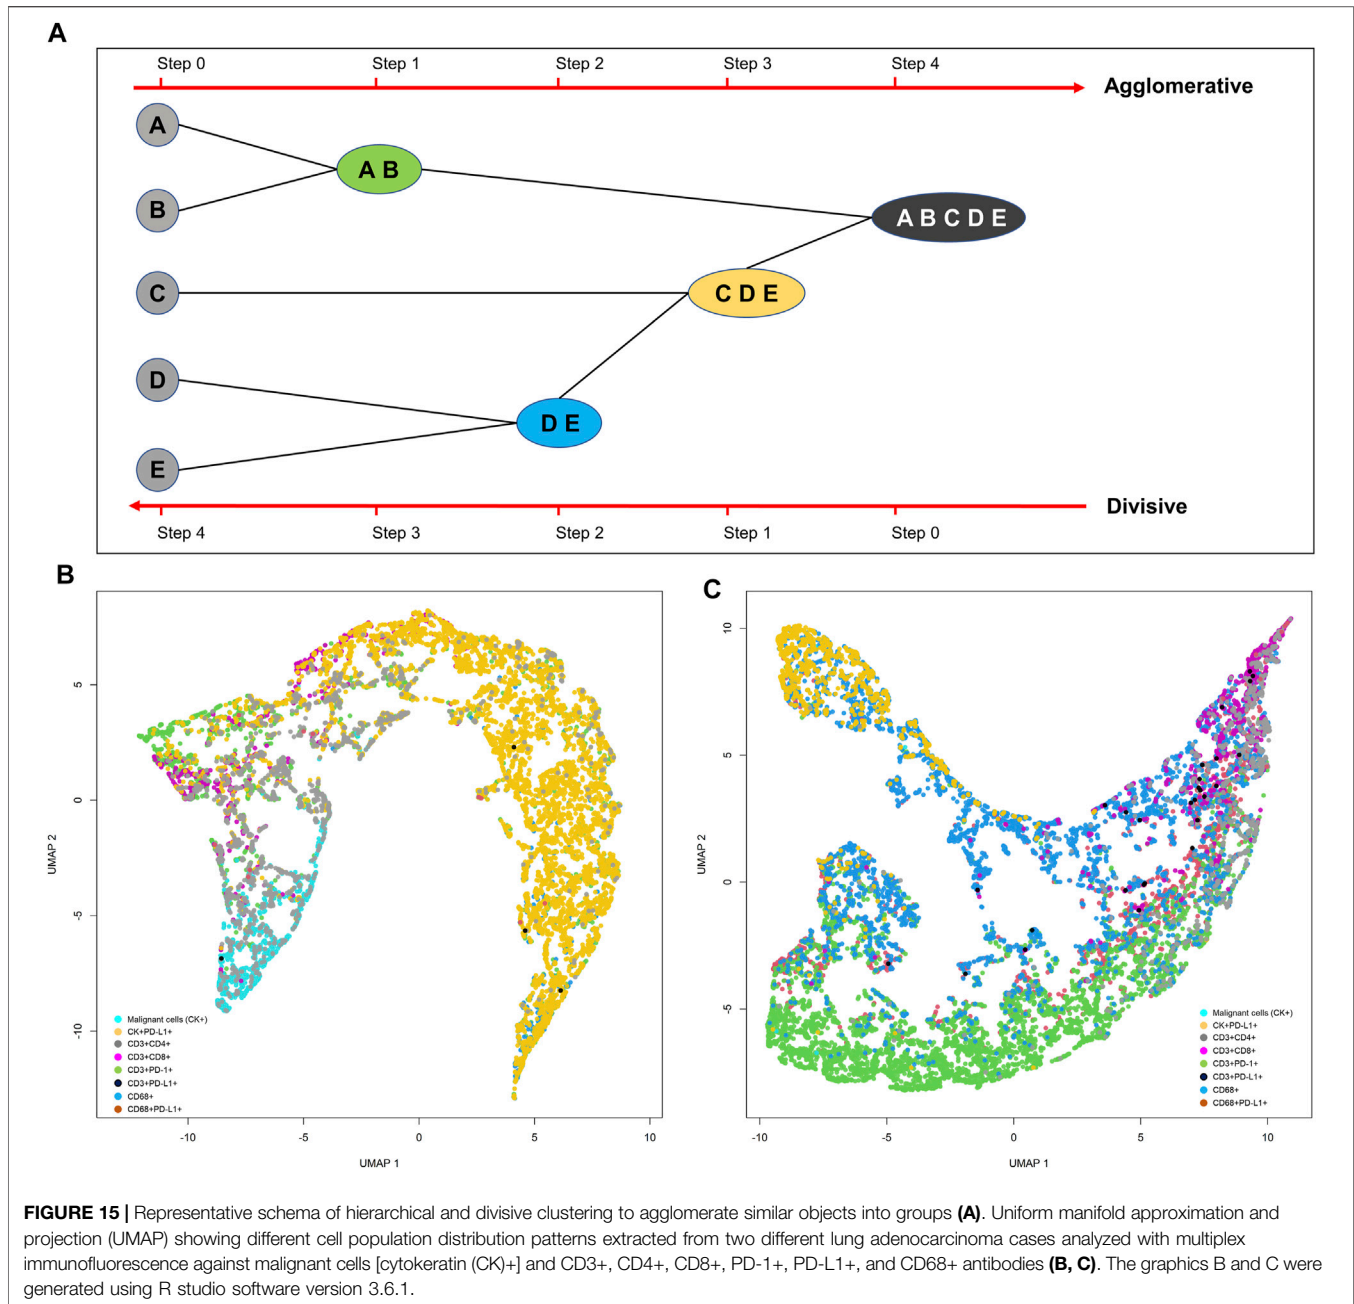 A
Step 0 Step 1 Step 2 Step 3 Step 4
Agglomerative
A
A B
B
A B C D E
C
C D E
D
D E
E
Divisive
Step 4 Step 3 Step 2 Step 1 Step 0
B
5
0
-5
-10
UMAP 2
Malignant cells (CK+)
CK+PD-L1+
CD3+CD4+
CD3+CD8+
CD3+PD-1+
CD3+PD-L1+
CD68+
CD68+PD-L1+
-10 -5 0 5 10
UMAP 1
C
10
5
0
-5
UMAP 2
Malignant cells (CK+)
CK+PD-L1+
CD3+CD4+
CD3+CD8+
CD3+PD-1+
CD3+PD-L1+
CD68+
CD68+PD-L1+
-10 -5 0 5 10
UMAP 1
FIGURE 15 | Representative schema of hierarchical and divisive clustering to agglomerate similar objects into groups (A). Uniform manifold approximation and
projection (UMAP) showing different cell population distribution patterns extracted from two different lung adenocarcinoma cases analyzed with multiplex
immunofluorescence against malignant cells [cytokeratin (CK)+] and CD3+, CD4+, CD8+, PD-1+, PD-L1+, and CD68+ antibodies (B, C). The graphics B and C were
generated using R studio software version 3.6.1.